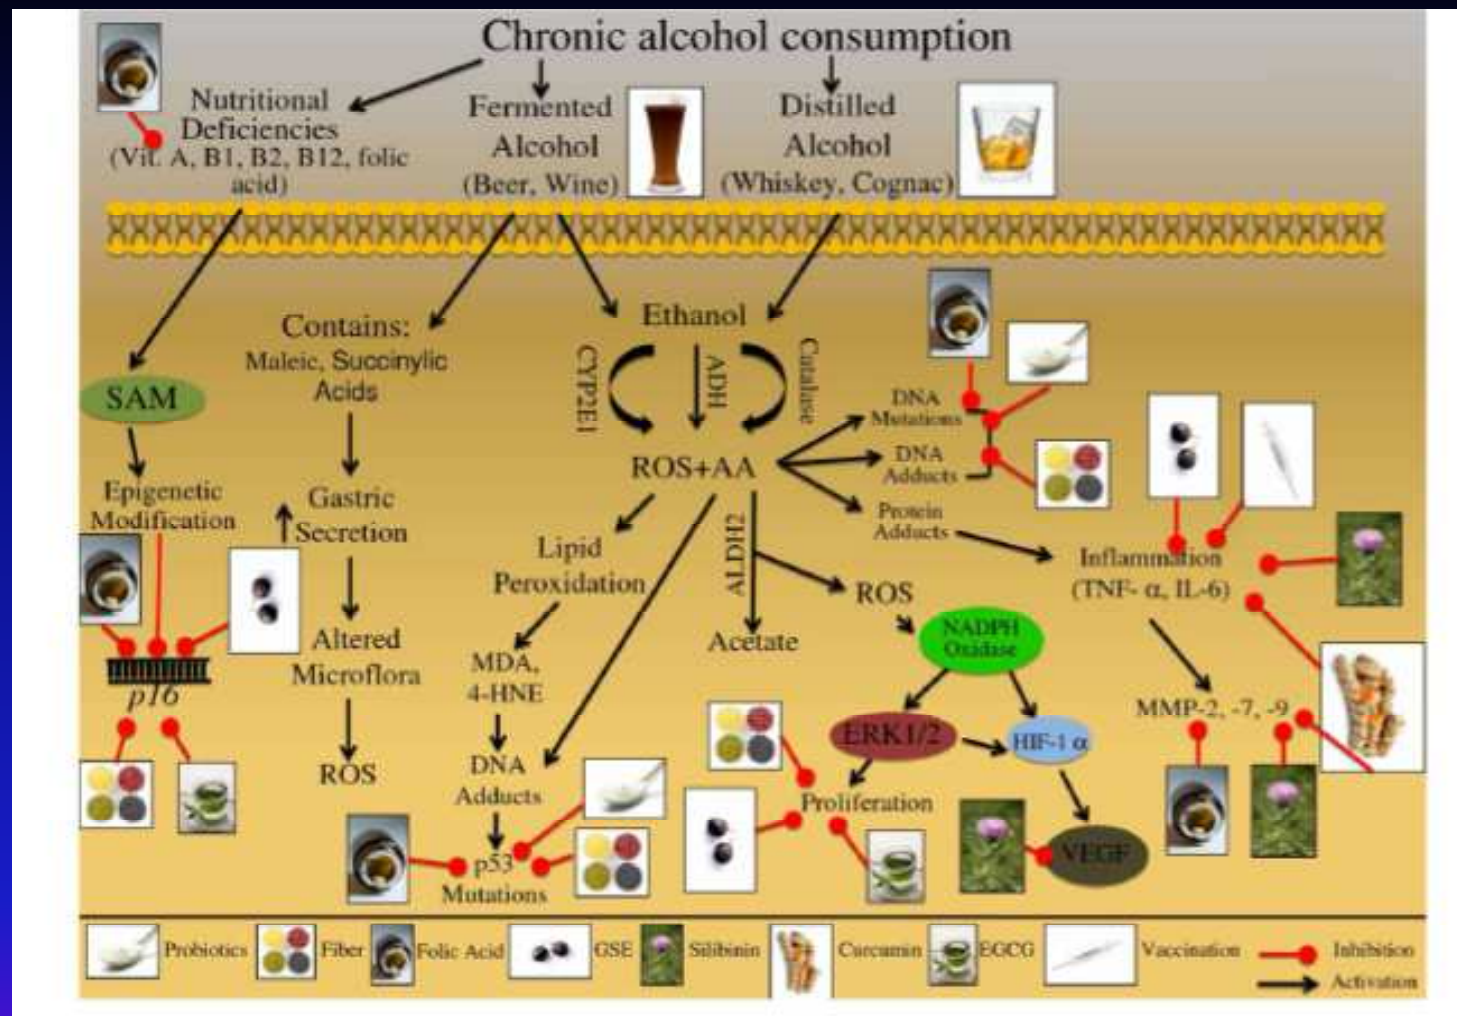 Chronic alcohol consumption
Nutritional
Deficiencies
(Vit. A, B1, B2, B12, folic
acid)
Fermented
Alcohol
(Beer, Wine)
Distilled
Alcohol
(Whiskey, Cognac)
Contains:
Maleic, Succinylic
Acids
Ethanol
CYP2E1
ADH
Catalase
SAM
DNA
Mutations
DNA
Adducts
ROS+AA
Protein
Adducts
Epigenetic
Modification
Gastric
Secretion
Lipid
Peroxidation
ALDH2
ROS
Inflammation
(TNF- α, IL-6)
Altered
Microflora
Acetate
NADPH
Oxidase
MDA,
4-HNE
p16
MMP-2, -7, -9
ERK1/2
HIF-1 α
ROS
DNA
Adducts
Proliferation
VEGF
p53
Mutations
Probiotics
Fiber
Folic Acid
GSE
Silibinin
Curcumin
EGCG
Vaccination
Inhibition
Activation